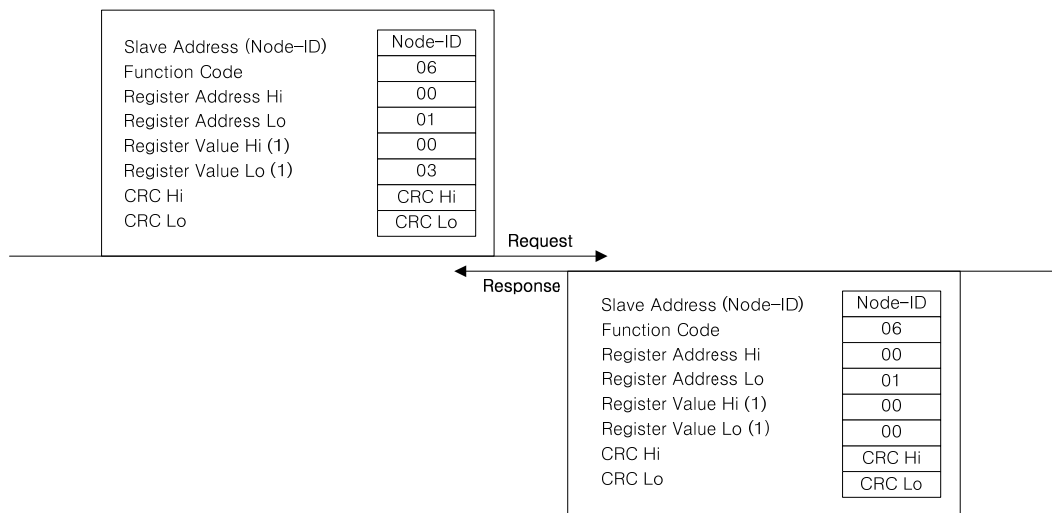 Slave Address (Node-ID) Node-ID
Function Code 06
Register Address Hi 00
Register Address Lo 01
Register Value Hi (1) 00
Register Value Lo (1) 03
CRC Hi CRC Hi
CRC Lo CRC Lo
Request
Response
Slave Address (Node-ID) Node-ID
Function Code 06
Register Address Hi 00
Register Address Lo 01
Register Value Hi (1) 00
Register Value Lo (1) 00
CRC Hi CRC Hi
CRC Lo CRC Lo